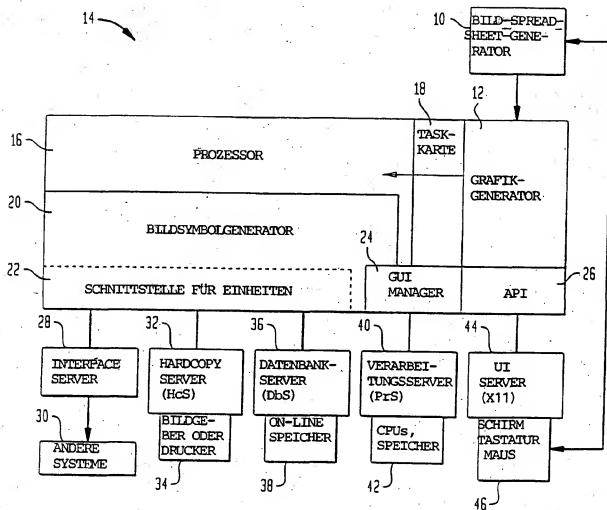 14
10
BILD-SPREAD-
SHEET-GENE-
RATOR
18
12
16
TASK-
KARTE
PROZESSOR
GRAFIK-
GENERATOR
20
BILDSYMBOLGENERATOR
24
22
GUI
MANAGER
API
26
SCHNITTSTELLE FÜR EINHEITEN
28
32
36
40
44
INTERFACE
SERVER
HARDCOPY
SERVER
(HcS)
DATENBANK-
SERVER
(DbS)
VERARBEI-
TUNGSSERVER
(PrS)
UI
SERVER
(X11)
30
ANDERE
SYSTEME
BILDGE-
BER ODER
DRUCKER
ON-LINE
SPEICHER
CPUs,
SPEICHER
SCHIRM
TASTATUR
MAUS
34
38
42
46